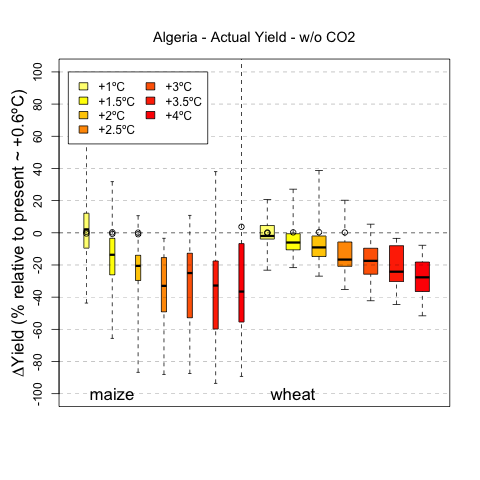 Algeria - Actual Yield - w/o CO2
ΔYield (% relative to present ~ +0.6ºC)
100
80
60
40
20
0
-20
-40
-60
-80
-100
+1ºC
+1.5ºC
+2ºC
+2.5ºC
+3ºC
+3.5ºC
+4ºC
maize
wheat